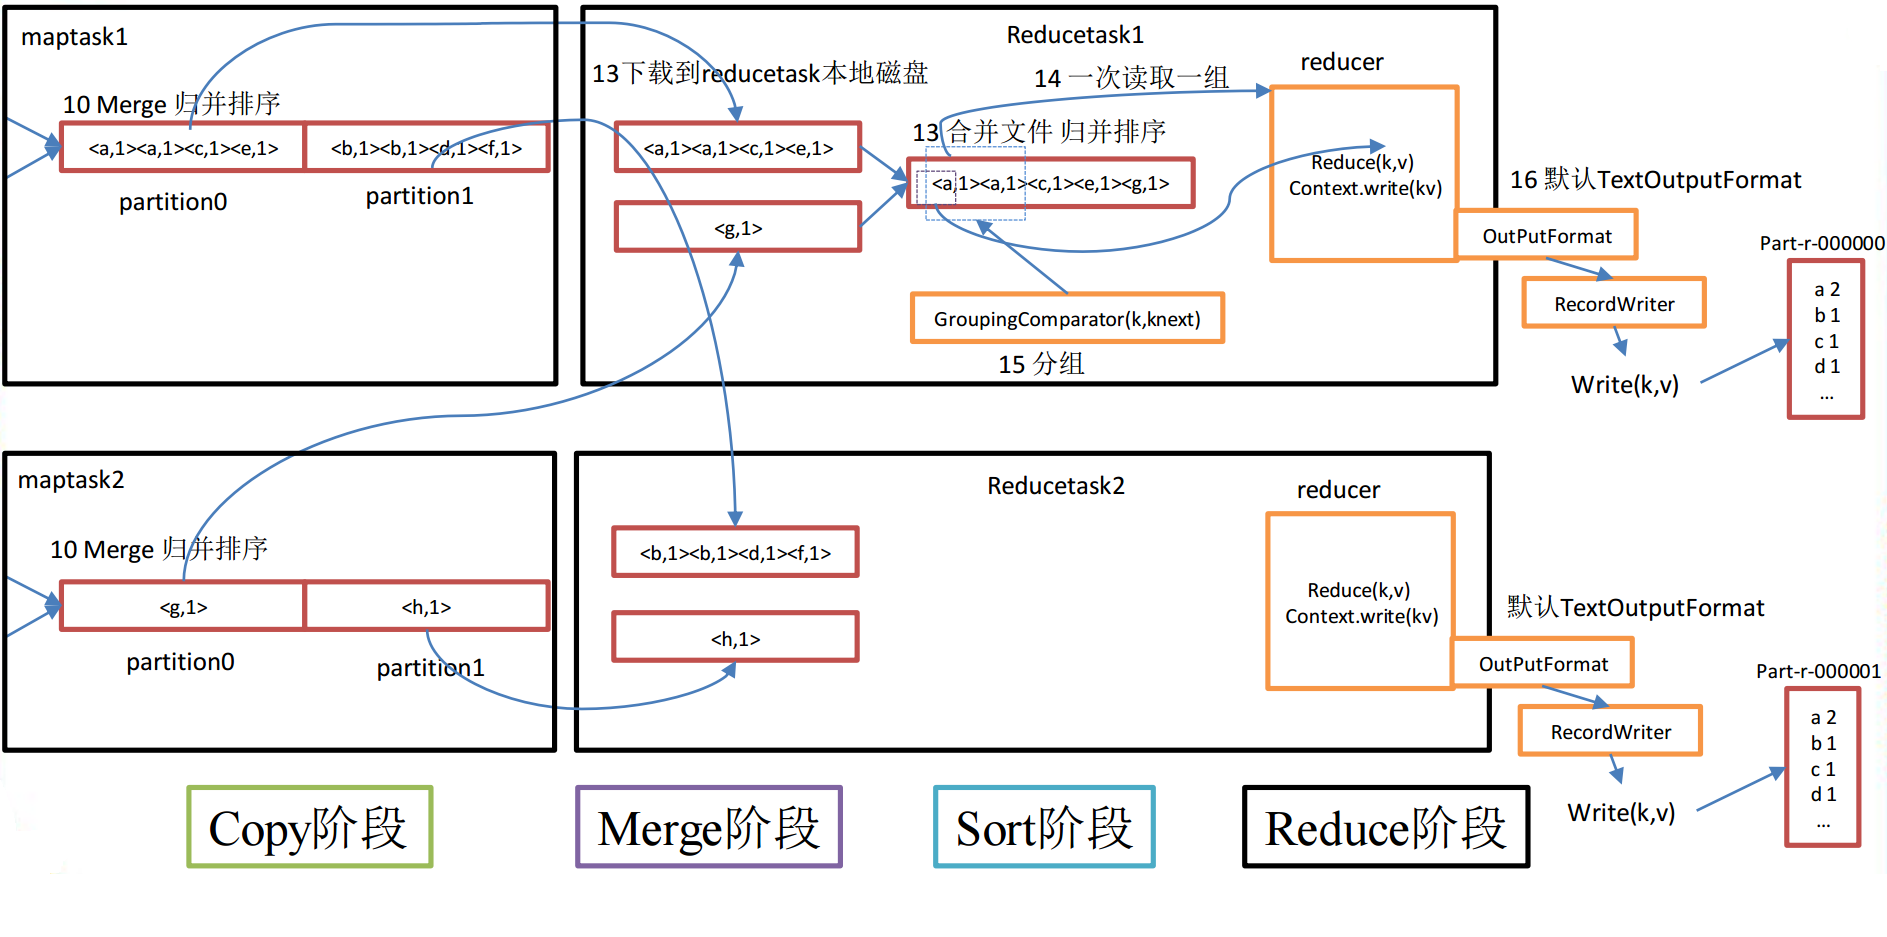 maptask1
10 Merge 归并排序
<a,1><a,1><c,1><e,1>
<b,1><b,1><d,1><f,1>
partition0
partition1
Reducetask1
13下载到reducetask本地磁盘
<a,1><a,1><c,1><e,1>
<g,1>
13 合并文件 归并排序
<a,1><a,1><c,1><e,1><g,1>
14 一次读取一组
GroupingComparator(k,knext)
15 分组
reducer
Reduce(k,v)
Context.write(kv)
16 默认TextOutputFormat
OutPutFormat
RecordWriter
Write(k,v)
Part-r-000000
a 2
b 1
c 1
d 1
...
maptask2
10 Merge 归并排序
<g,1>
<h,1>
partition0
partition1
Reducetask2
<b,1><b,1><d,1><f,1>
<h,1>
reducer
Reduce(k,v)
Context.write(kv)
默认TextOutputFormat
OutPutFormat
RecordWriter
Write(k,v)
Part-r-000001
a 2
b 1
c 1
d 1
...
Copy阶段
Merge阶段
Sort阶段
Reduce阶段